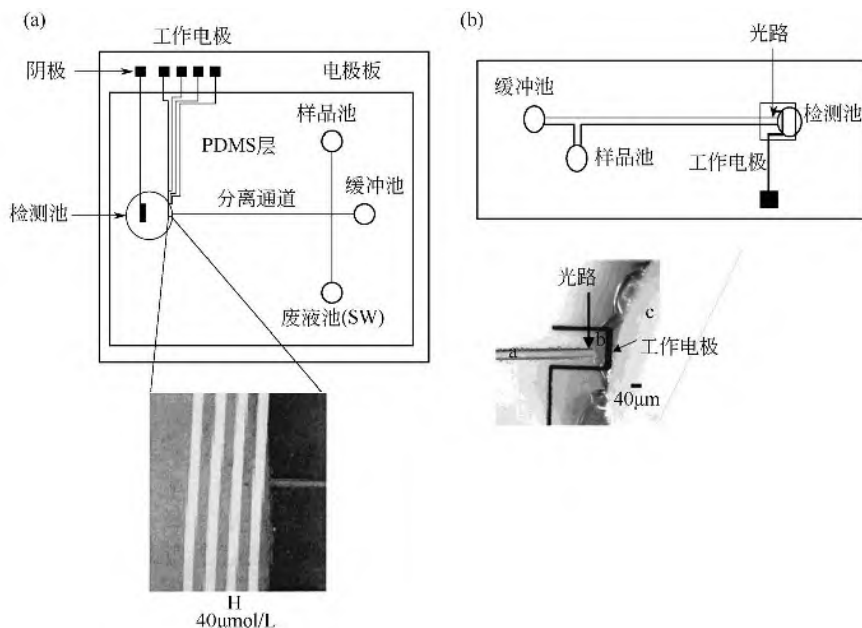 (a)
工作电极
阴极
电极板
样品池
PDMS层
缓冲池
分离通道
检测池
废液池(SW)
H
40μmol/L
(b)
光路
缓冲池
检测池
样品池
工作电极
光路
c
b
a
工作电极
40μm